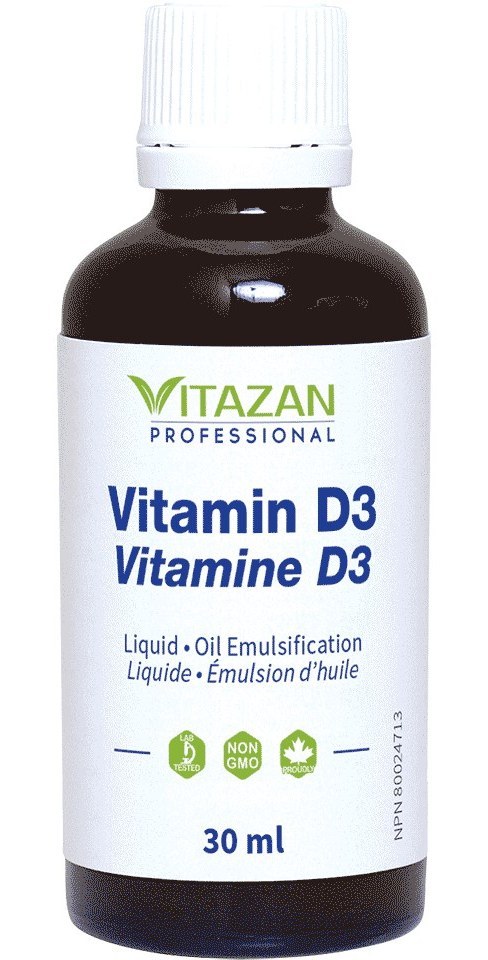 VITAZAN
PROFESSIONAL
Vitamin D3
Vitamine D3
Liquid • Oil Emulsification
Liquide • Émulsion d'huile
LAB
TESTED
NON
GMO
PROUDLY
30 ml
NPN 80024713